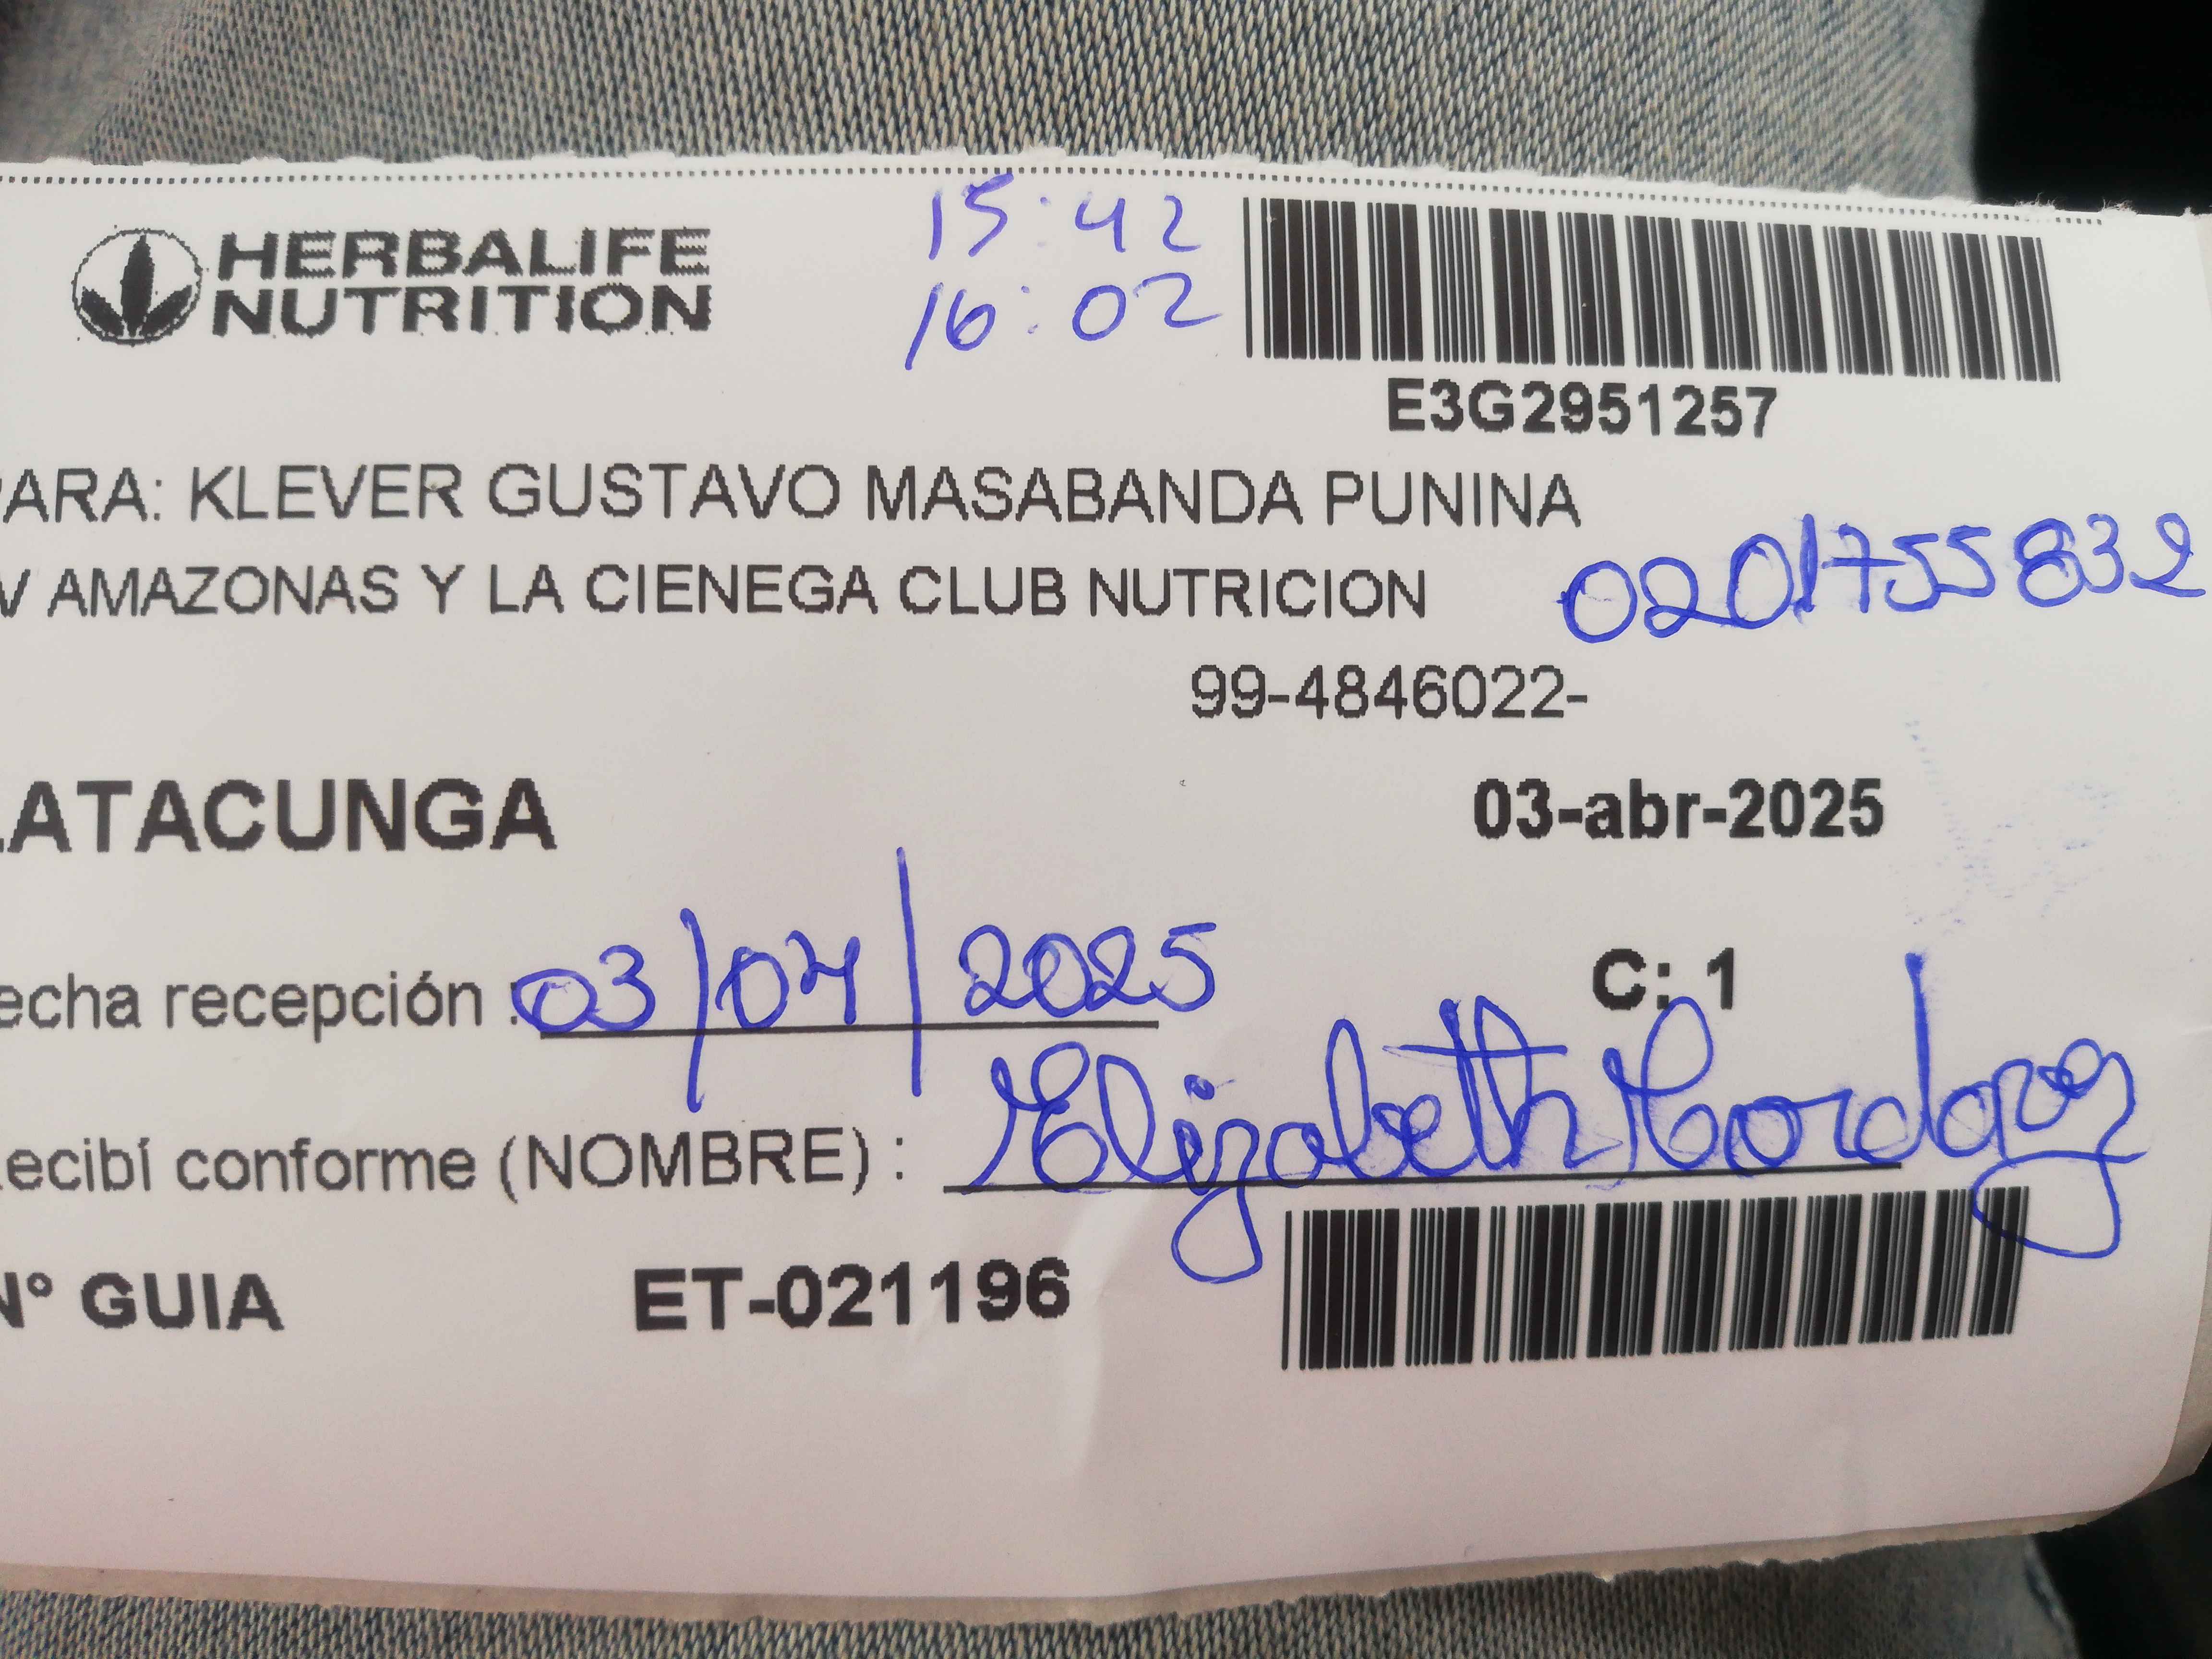 HERBALIFE
NUTRITION
15:42
16:02
E3G2951257
PARA: KLEVER GUSTAVO MASABANDA PUNINA
V AMAZONAS Y LA CIENEGA CLUB NUTRICION
0201755832
99-4846022-
LATACUNGA
03-abr-2025
echa recepción : 03/04/2025
C: 1
ecibí conforme (NOMBRE) : Elizabeth
N° GUIA ET-021196